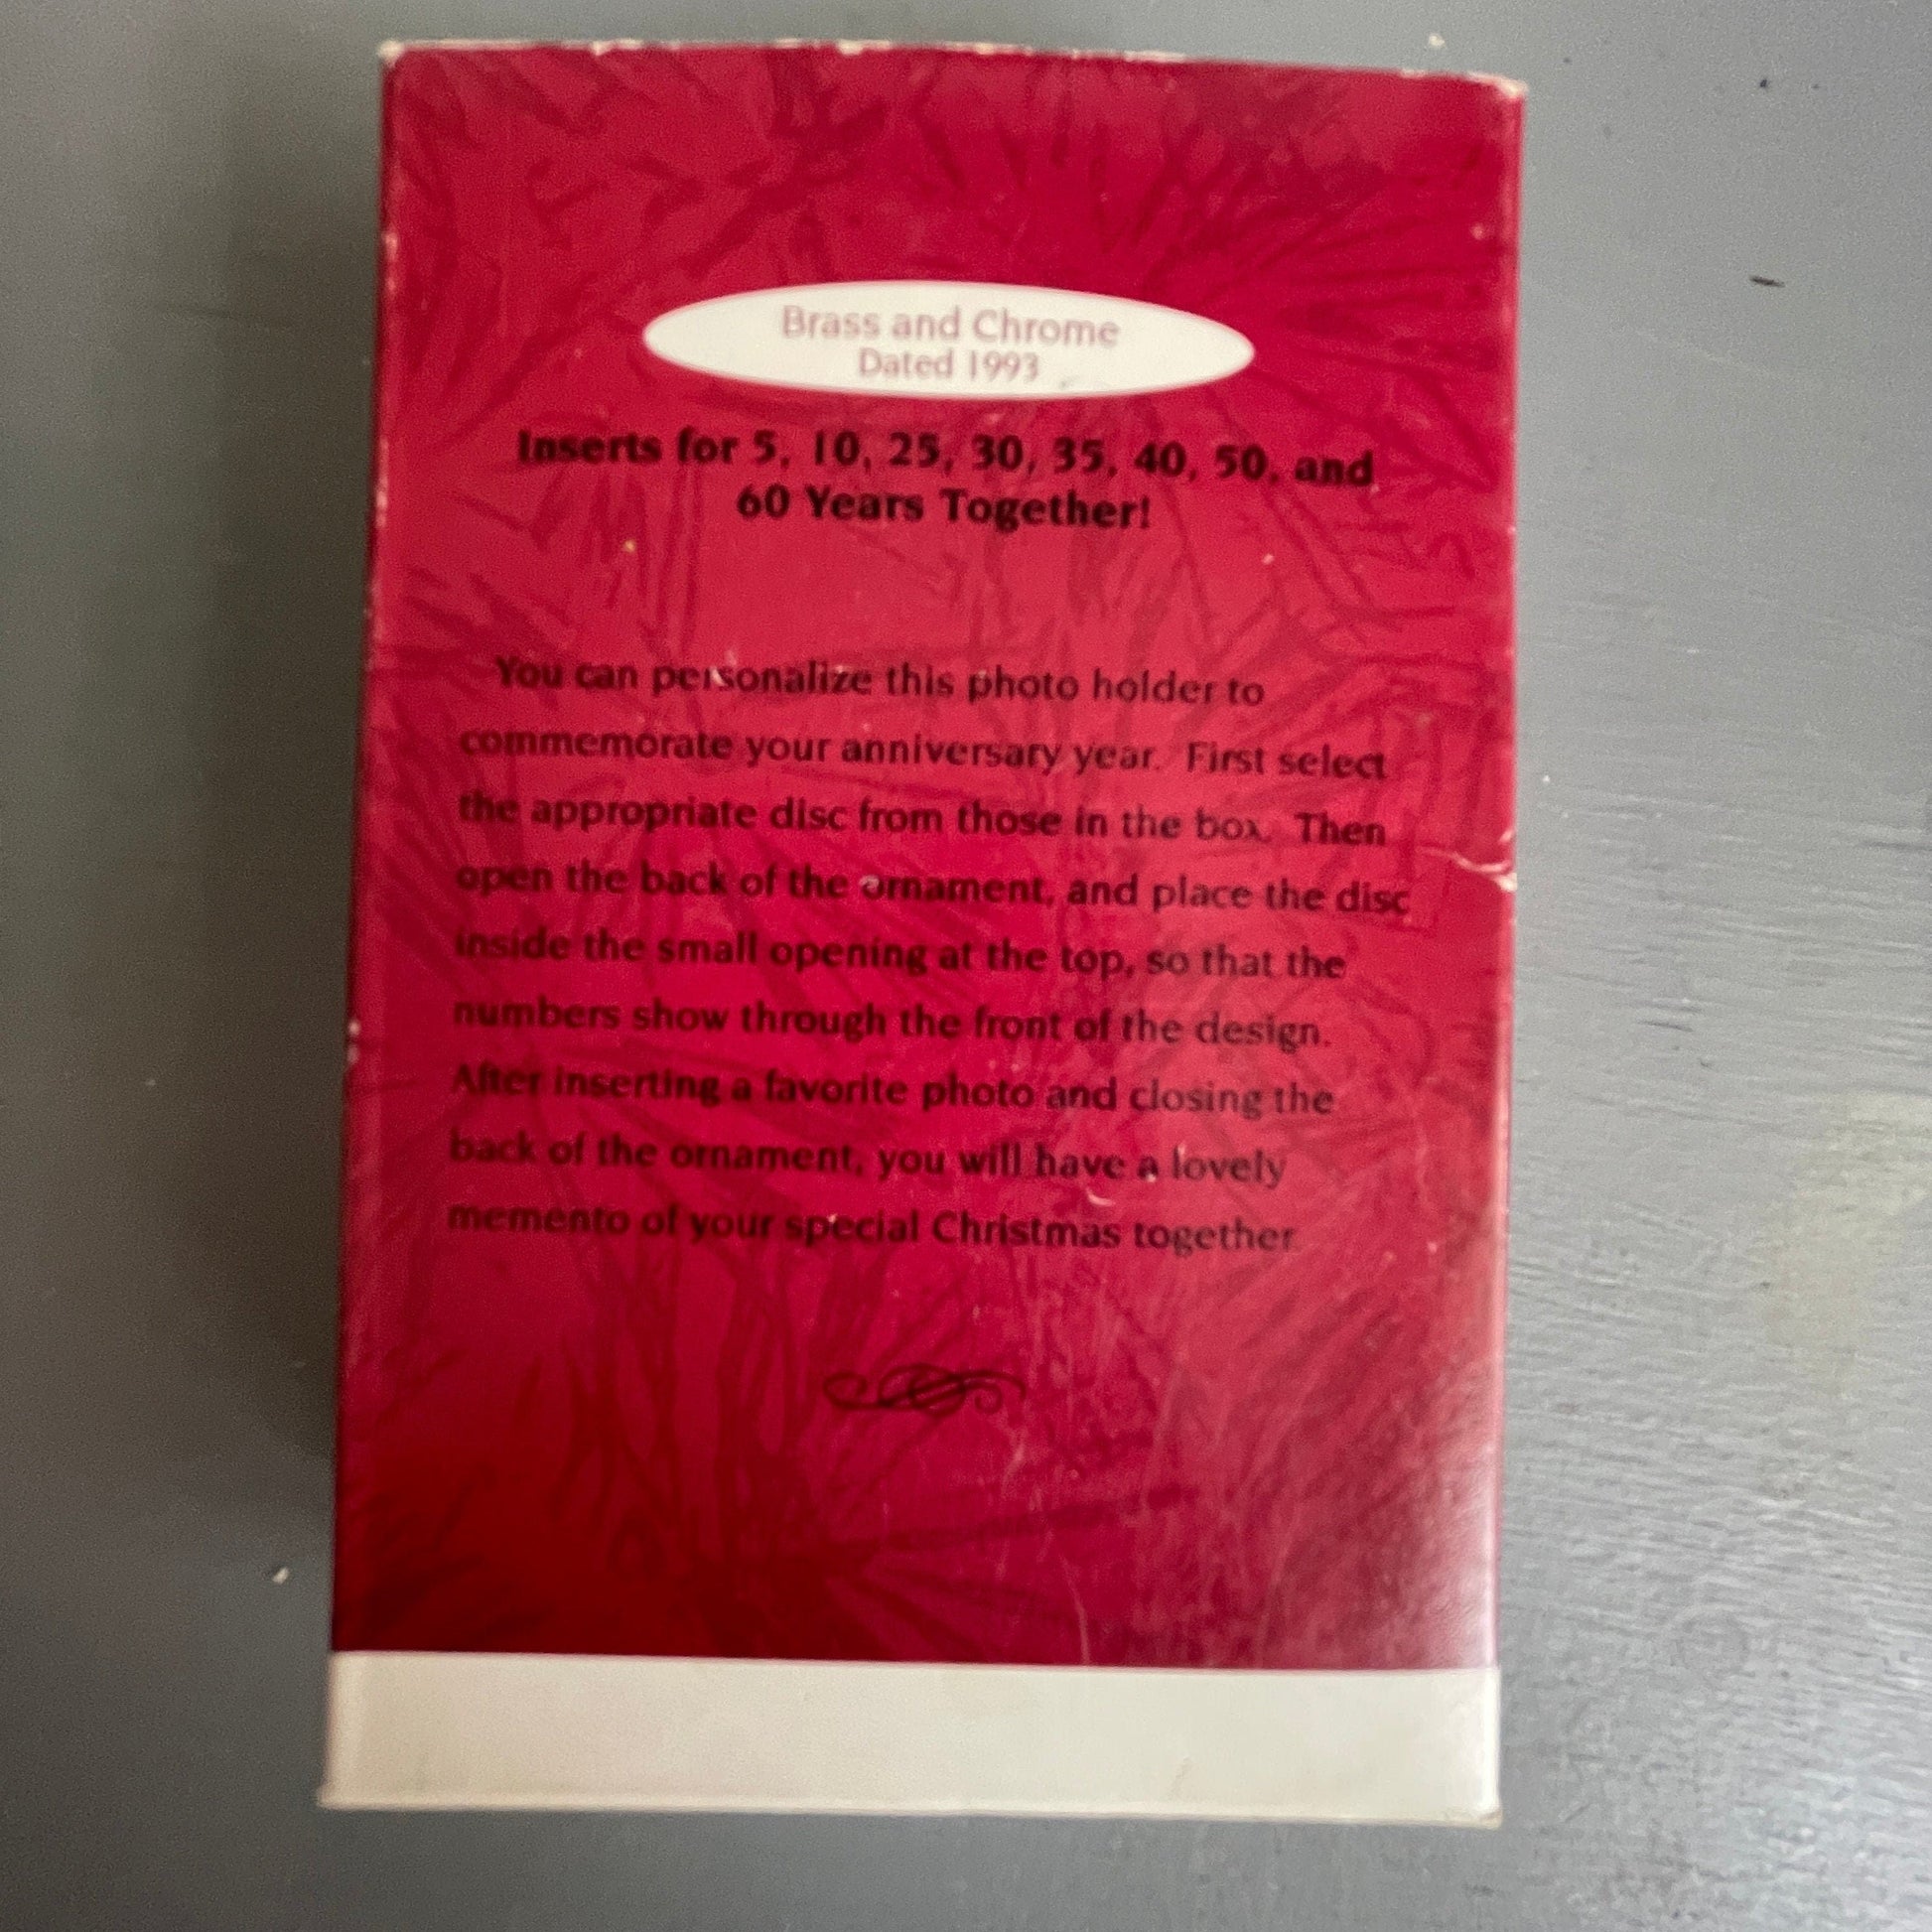 Brass and Chrome
Dated 1993
Inserts for 5, 10, 25, 30, 35, 40, 50, and
60 Years Together!
You can personalize this photo holder to
commemorate your anniversary year. First select
the appropriate disc from those in the box. Then
open the back of the ornament, and place the disc
inside the small opening at the top, so that the
numbers show through the front of the design.
After inserting a favorite photo and closing the
back of the ornament, you will have a lovely
memento of your special Christmas together